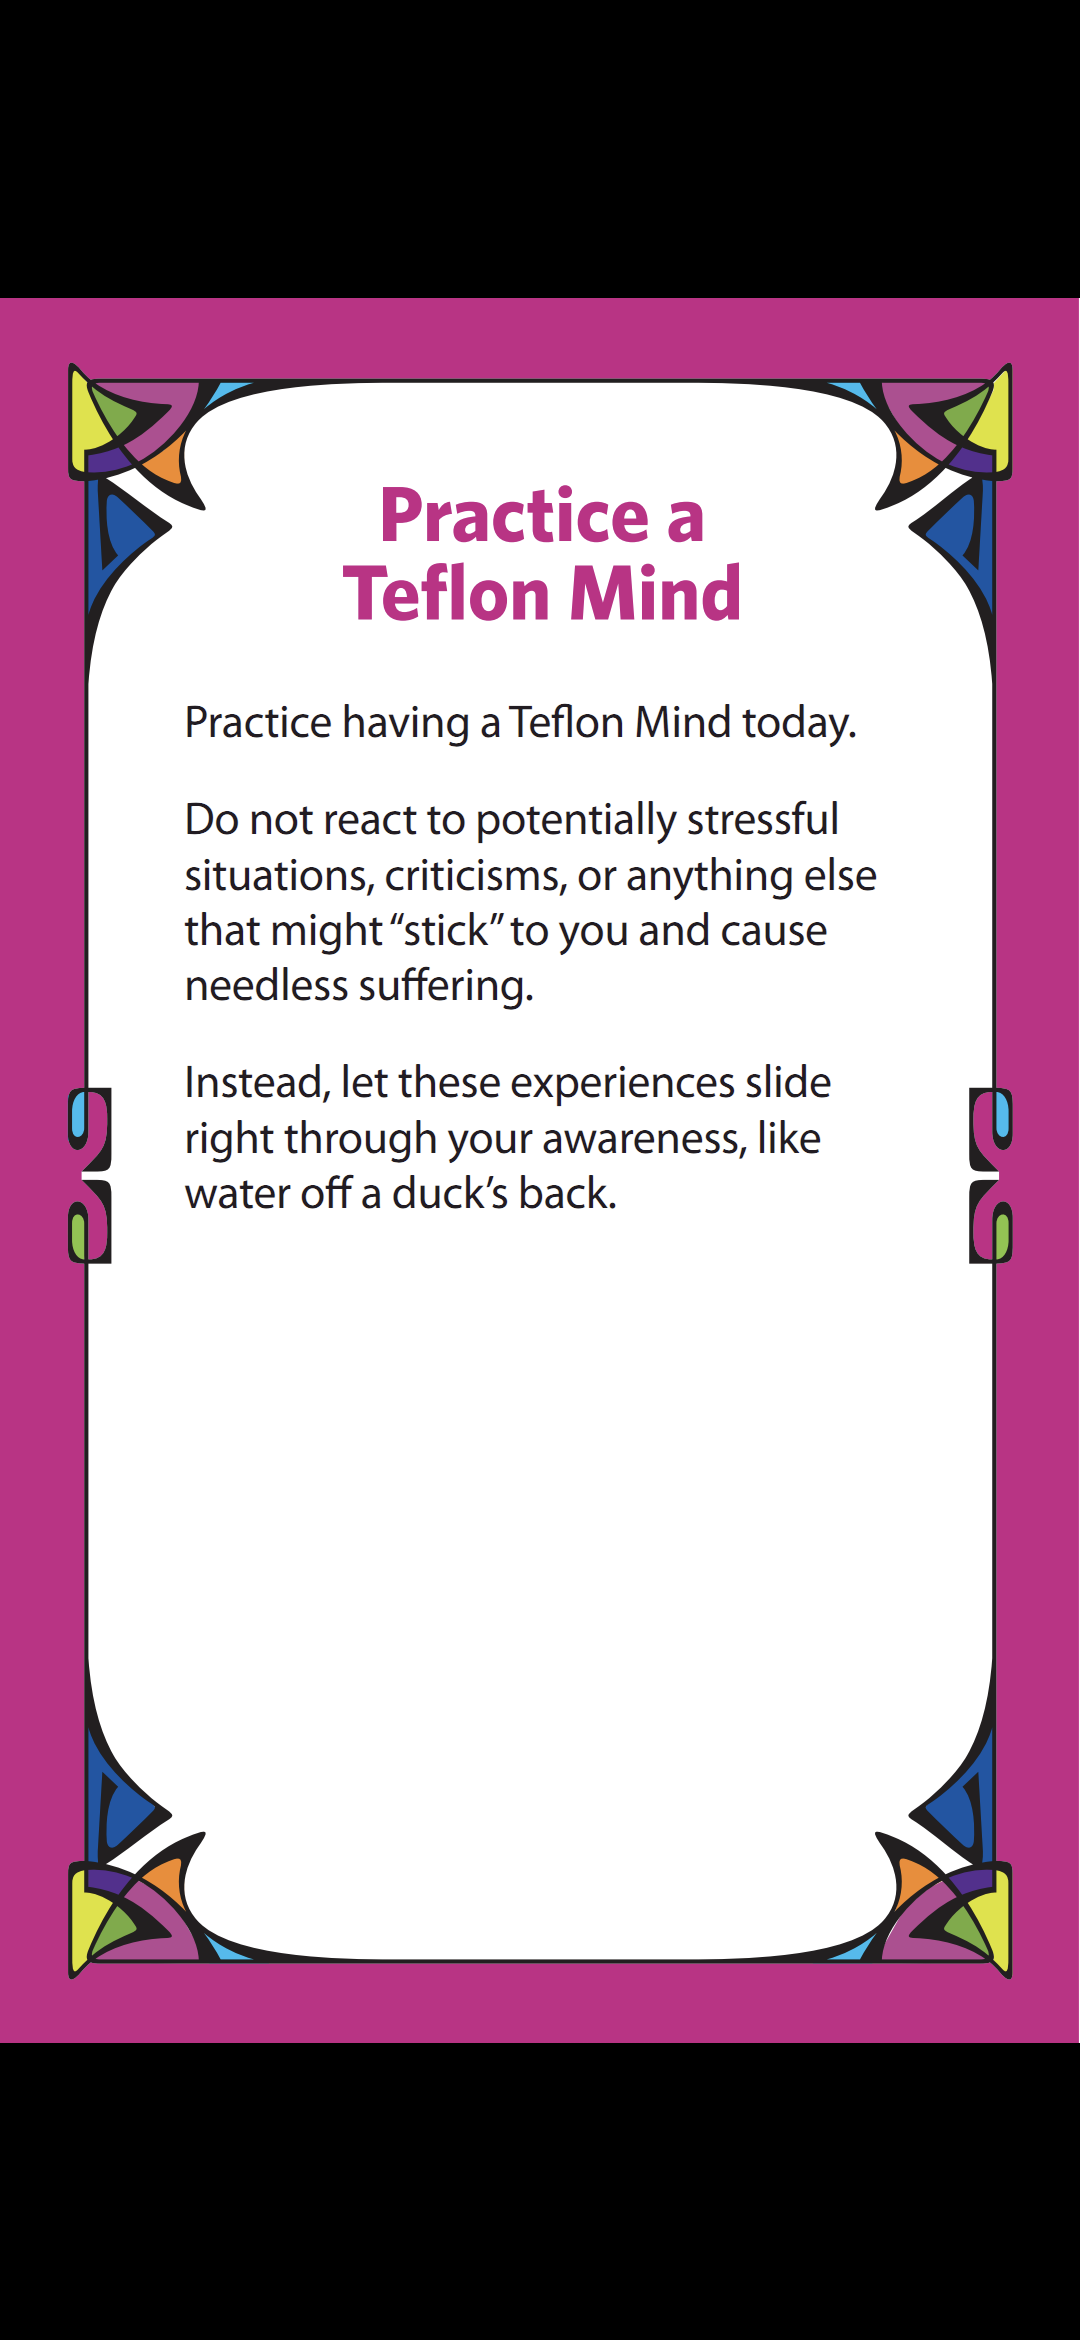 Practice a
Teflon Mind
Practice having a Teflon Mind today.
Do not react to potentially stressful
situations, criticisms, or anything else
that might “stick” to you and cause
needless suffering.
Instead, let these experiences slide
right through your awareness, like
water off a duck’s back.